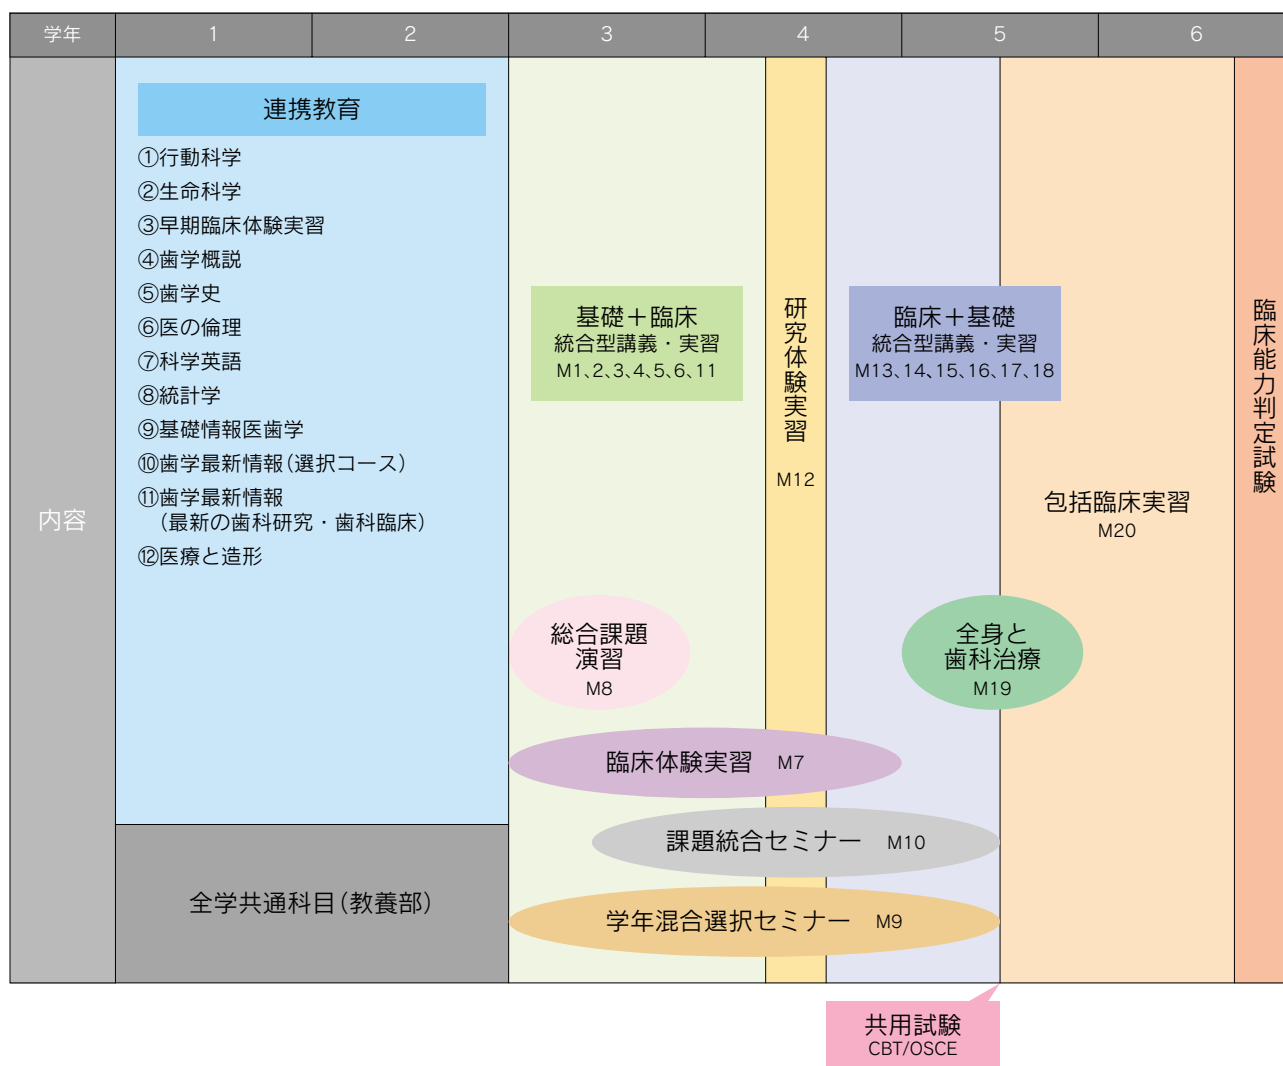 学年 1 2 3 4 5 6
内容
連携教育
①行動科学
②生命科学
③早期臨床体験実習
④歯学概説
⑤歯学史
⑥医の倫理
⑦科学英語
⑧統計学
⑨基礎情報医歯学
⑩歯学最新情報(選択コース)
⑪歯学最新情報
(最新の歯科研究・歯科臨床)
⑫医療と造形
全学共通科目(教養部)
基礎+臨床
統合型講義・実習
M1、2、3、4、5、6、11
研究体験実習
M12
臨床+基礎
統合型講義・実習
M13、14、15、16、17、18
包括臨床実習
M20
臨床能力判定試験
総合課題
演習
M8
全身と
歯科治療
M19
臨床体験実習 M7
課題統合セミナー M10
学年混合選択セミナー M9
共用試験
CBT/OSCE